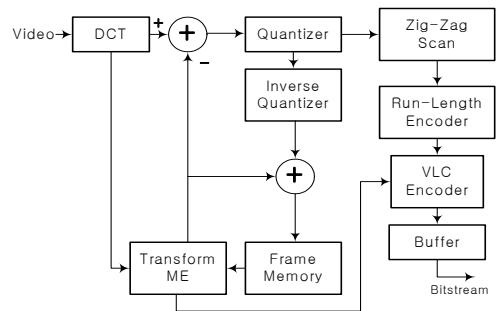 Video
DCT
+
+
−
Quantizer
Zig-Zag
Scan
Inverse
Quantizer
Run-Length
Encoder
+
VLC
Encoder
Transform
ME
Frame
Memory
Buffer
Bitstream